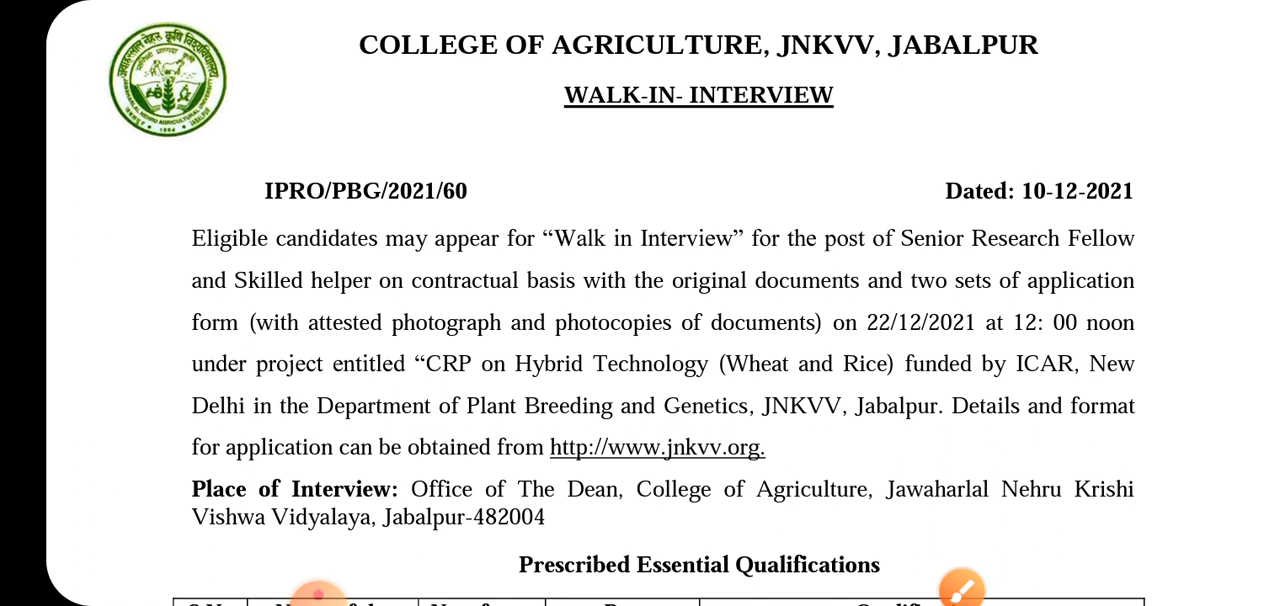 COLLEGE OF AGRICULTURE, JNKVV, JABALPUR
WALK-IN- INTERVIEW
IPRO/PBG/2021/60 Dated: 10-12-2021
Eligible candidates may appear for “Walk in Interview” for the post of Senior Research Fellow
and Skilled helper on contractual basis with the original documents and two sets of application
form (with attested photograph and photocopies of documents) on 22/12/2021 at 12: 00 noon
under project entitled “CRP on Hybrid Technology (Wheat and Rice) funded by ICAR, New
Delhi in the Department of Plant Breeding and Genetics, JNKVV, Jabalpur. Details and format
for application can be obtained from http://www.jnkvv.org.
Place of Interview: Office of The Dean, College of Agriculture, Jawaharlal Nehru Krishi
Vishwa Vidyalaya, Jabalpur-482004
Prescribed Essential Qualifications